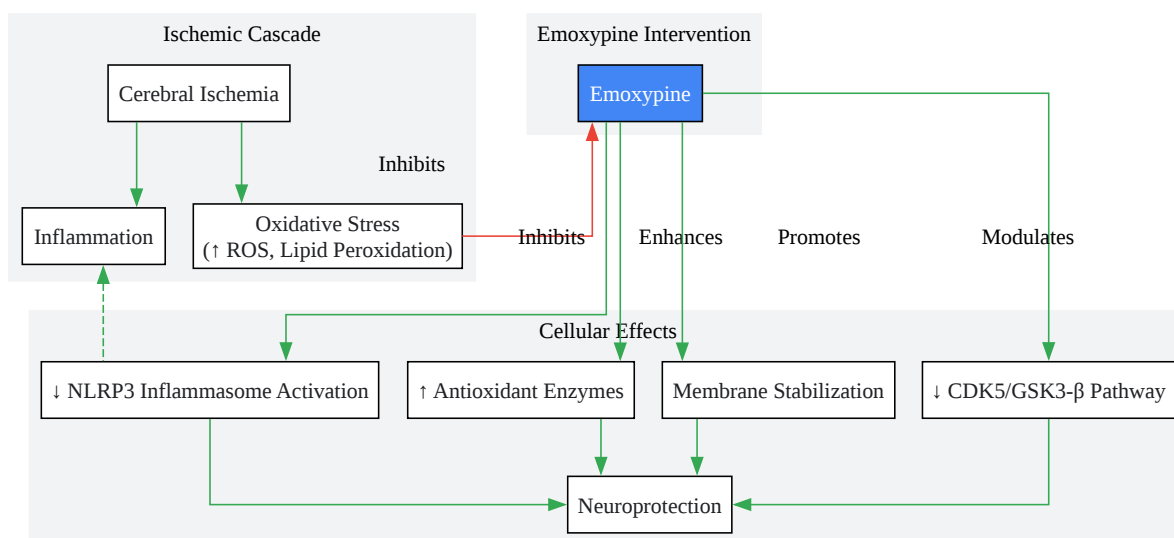 Ischemic Cascade
Emoxypine Intervention
Cerebral Ischemia
Emoxypine
Inhibits
Inflammation
Oxidative Stress
(↑ ROS, Lipid Peroxidation)
Inhibits
Enhances
Promotes
Modulates
Cellular Effects
↓ NLRP3 Inflammasome Activation
↑ Antioxidant Enzymes
Membrane Stabilization
↓ CDK5/GSK3-β Pathway
Neuroprotection